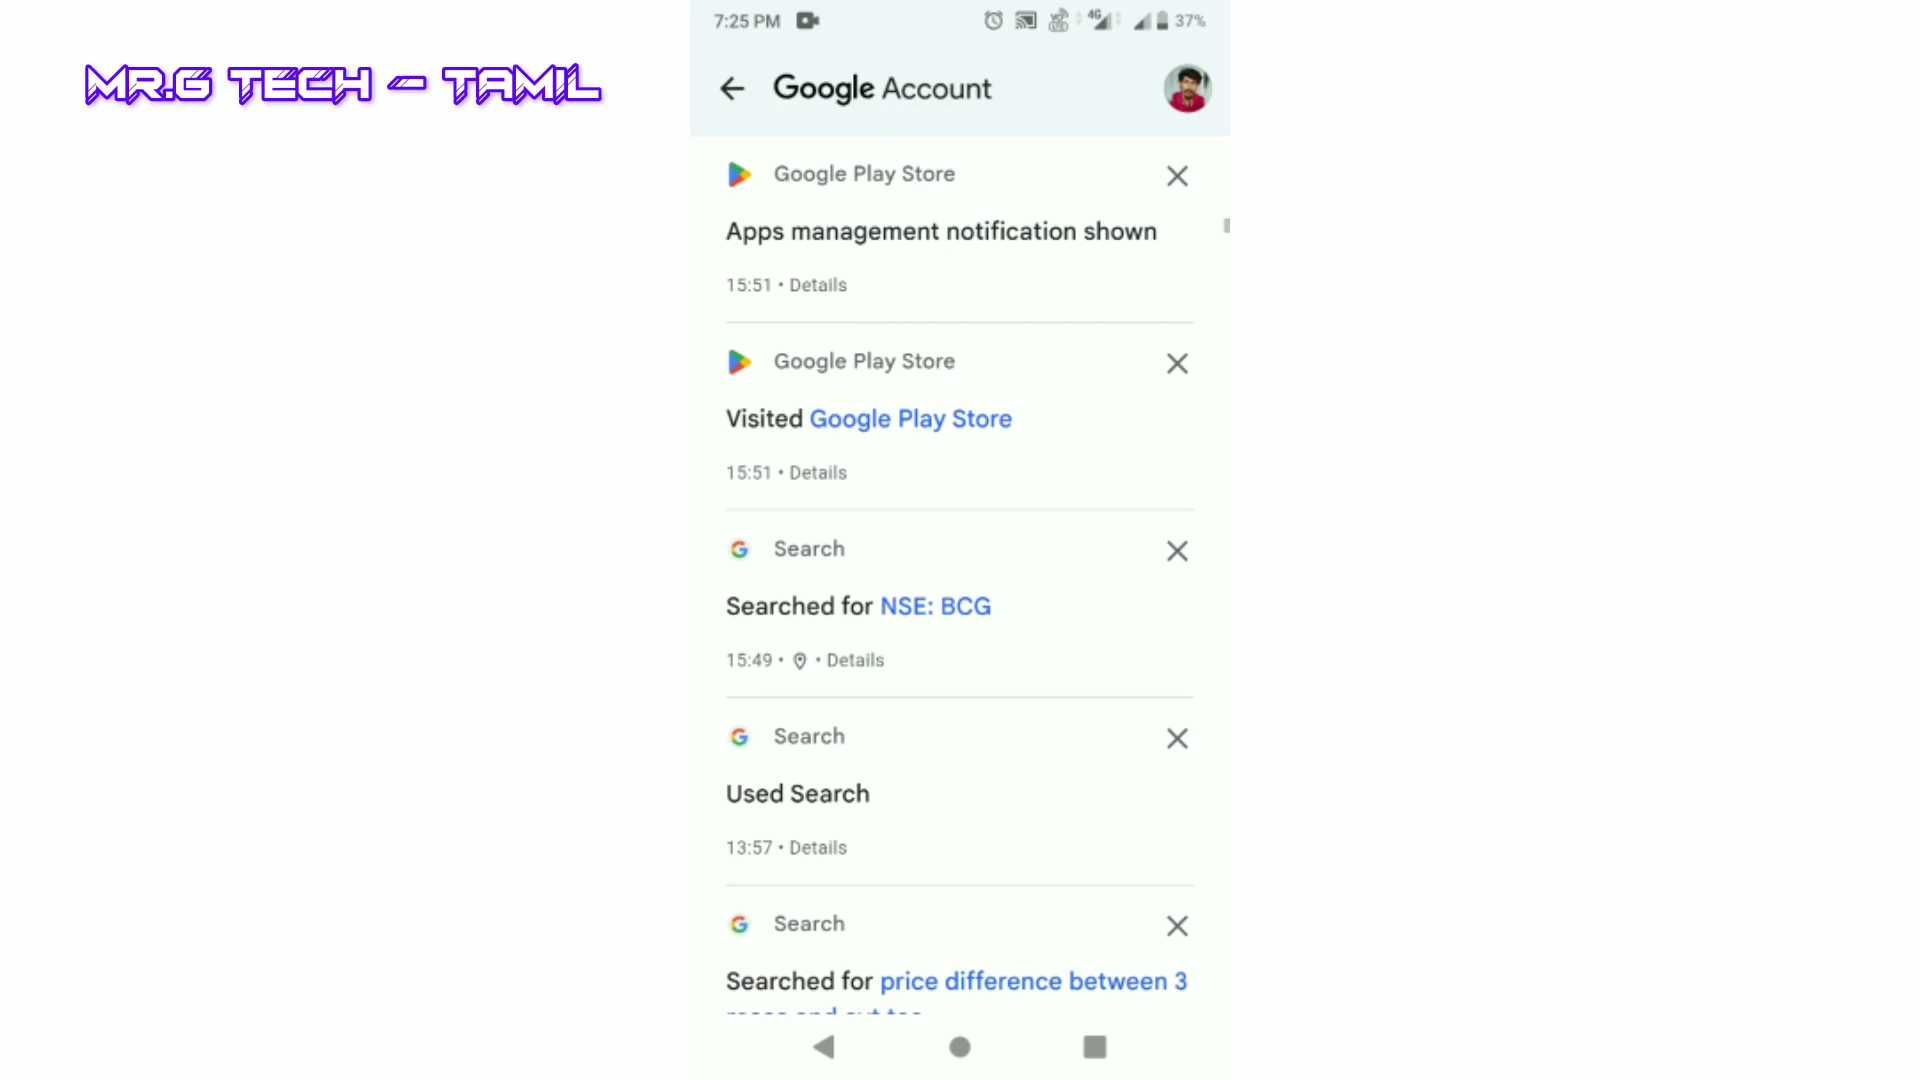 7:25 PM
4G
37%
MR.G TECH - TAMIL
Google Account
Google Play Store
Apps management notification shown
15:51 • Details
Google Play Store
Visited Google Play Store
15:51 • Details
Search
Searched for NSE: BCG
15:49 • • Details
Search
Used Search
13:57 • Details
Search
Searched for price difference between 3